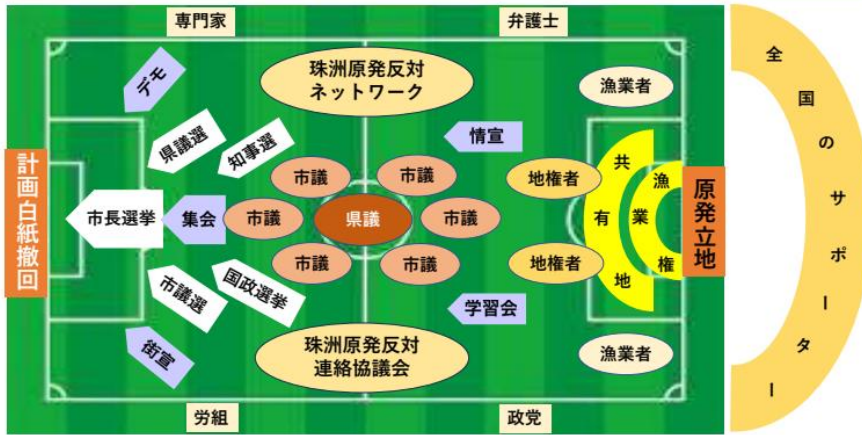 専門家
弁護士
デモ
県議選
知事選
珠洲原発反対
ネットワーク
情宣
漁業者
計画白紙撤回
市長選挙
集会
市議
市議
市議
県議
市議
市議
市議
地権者
地権者
共有地
漁業権
原発立地
全国のサポーター
市議選
国政選挙
街宣
学習会
珠洲原発反対
連絡協議会
漁業者
労組
政党